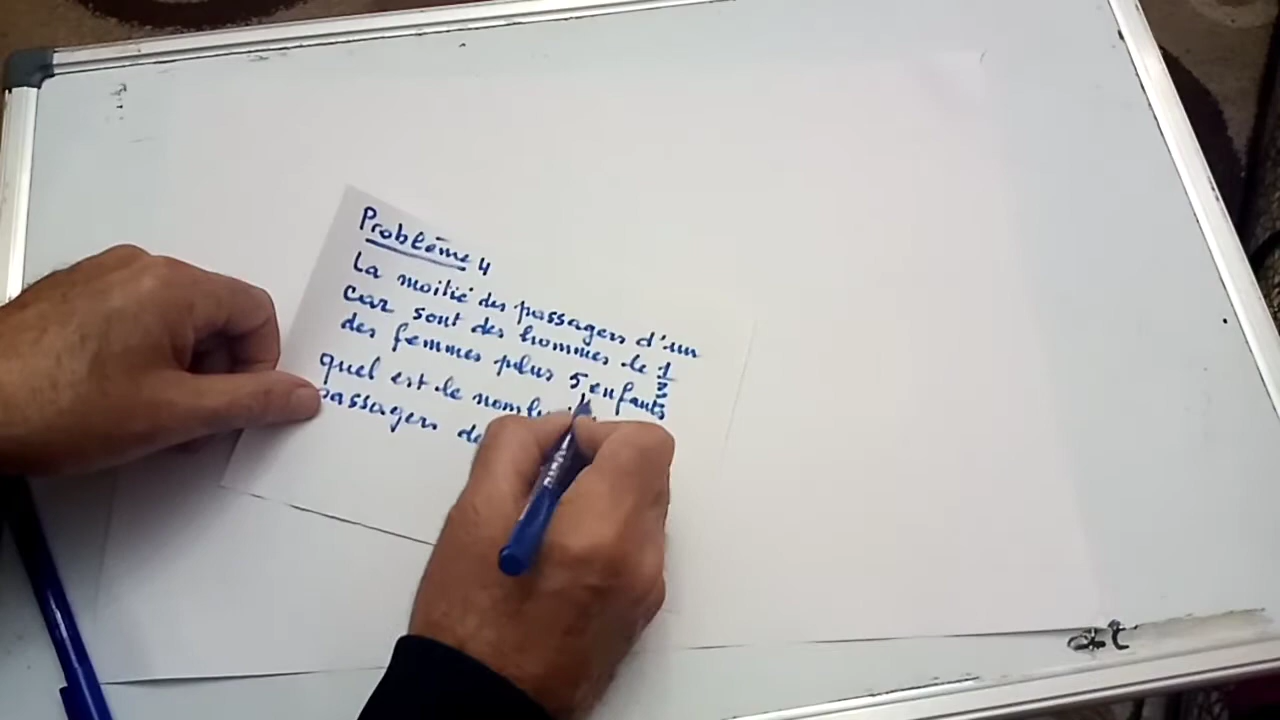 Problème 4
La moitié des passagers d'un
car sont des hommes le 1/3
des femmes plus 5 enfants
quel est le
passagers
dt